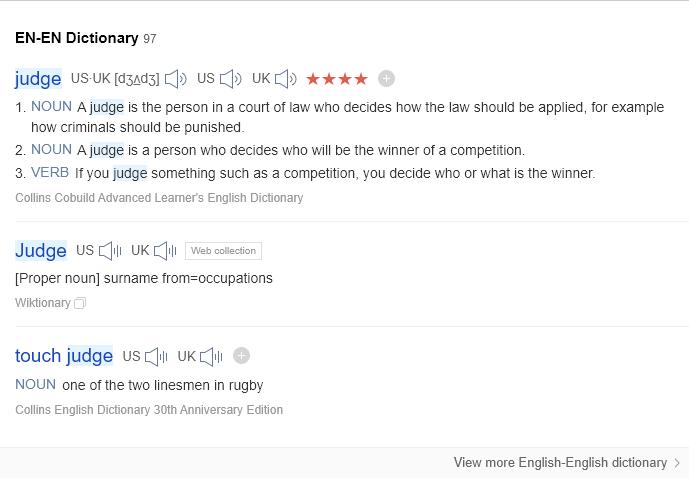 EN-EN Dictionary 97
judge US·UK [dʒʌdʒ] US UK ★★★★
1. NOUN A judge is the person in a court of law who decides how the law should be applied, for example
how criminals should be punished.
2. NOUN A judge is a person who decides who will be the winner of a competition.
3. VERB If you judge something such as a competition, you decide who or what is the winner.
Collins Cobuild Advanced Learner's English Dictionary
Judge US UK Web collection
[Proper noun] surname from=occupations
Wiktionary
touch judge US UK
NOUN one of the two linesmen in rugby
Collins English Dictionary 30th Anniversary Edition
View more English-English dictionary >